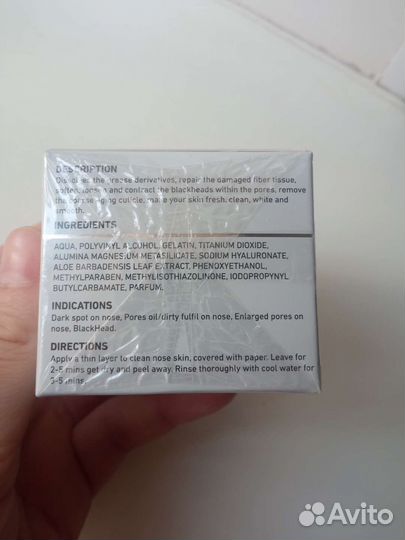 DESCRIPTION
Dissolves the grease derivatives, repair the damaged fiber tissue,
soften, loosen and contract the blackheads within the pores, remove
the coarse aging cuticle, make your skin fresh, clean, white and
smooth.
INGREDIENTS
AQUA, POLYVINYL ALCOHOL, GELATIN, TITANIUM DIOXIDE,
ALUMINA MAGNESIUM METASILICATE, SODIUM HYALURONATE,
ALOE BARBADENSIS LEAF EXTRACT, PHENOXYETHANOL,
METHYLPARABEN, METHYLISOTHIAZOLINONE, IODOPROPYNYL
BUTYLCARBAMATE, PARFUM.
INDICATIONS
Dark spot on nose, Pores oil/dirty fulfil on nose, Enlarged pores on
nose, BlackHead.
DIRECTIONS
Apply a thin layer to clean nose skin, covered with paper. Leave for
2-5 mins get dry and peel away. Rinse thoroughly with cool water for
3-5 mins.
Avito